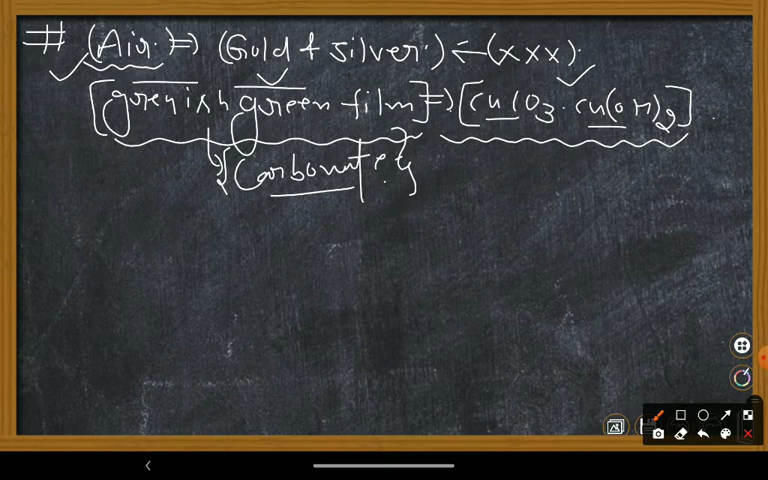 # (Air. => (Gold & silver.) ← (xxx).
[greenish green film] => [CuCO3. Cu(OH)2]
{Carbonate.}